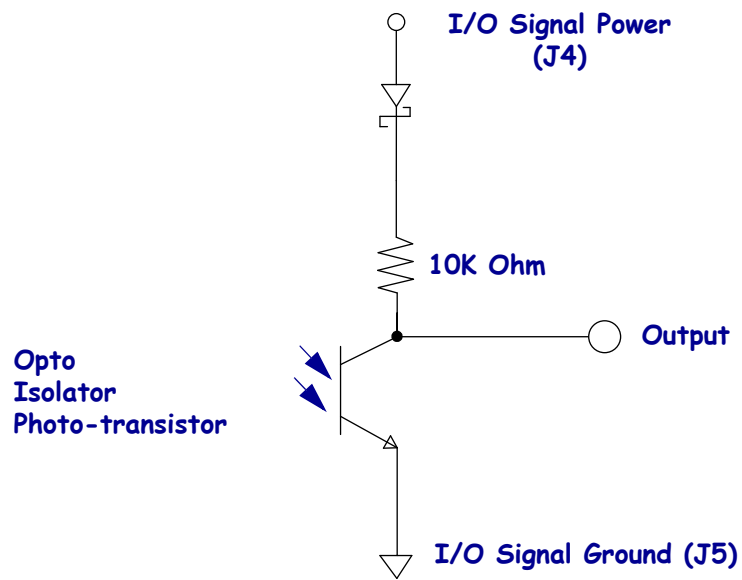 I/O Signal Power
(J4)
10K Ohm
Output
Opto
Isolator
Photo-transistor
I/O Signal Ground (J5)